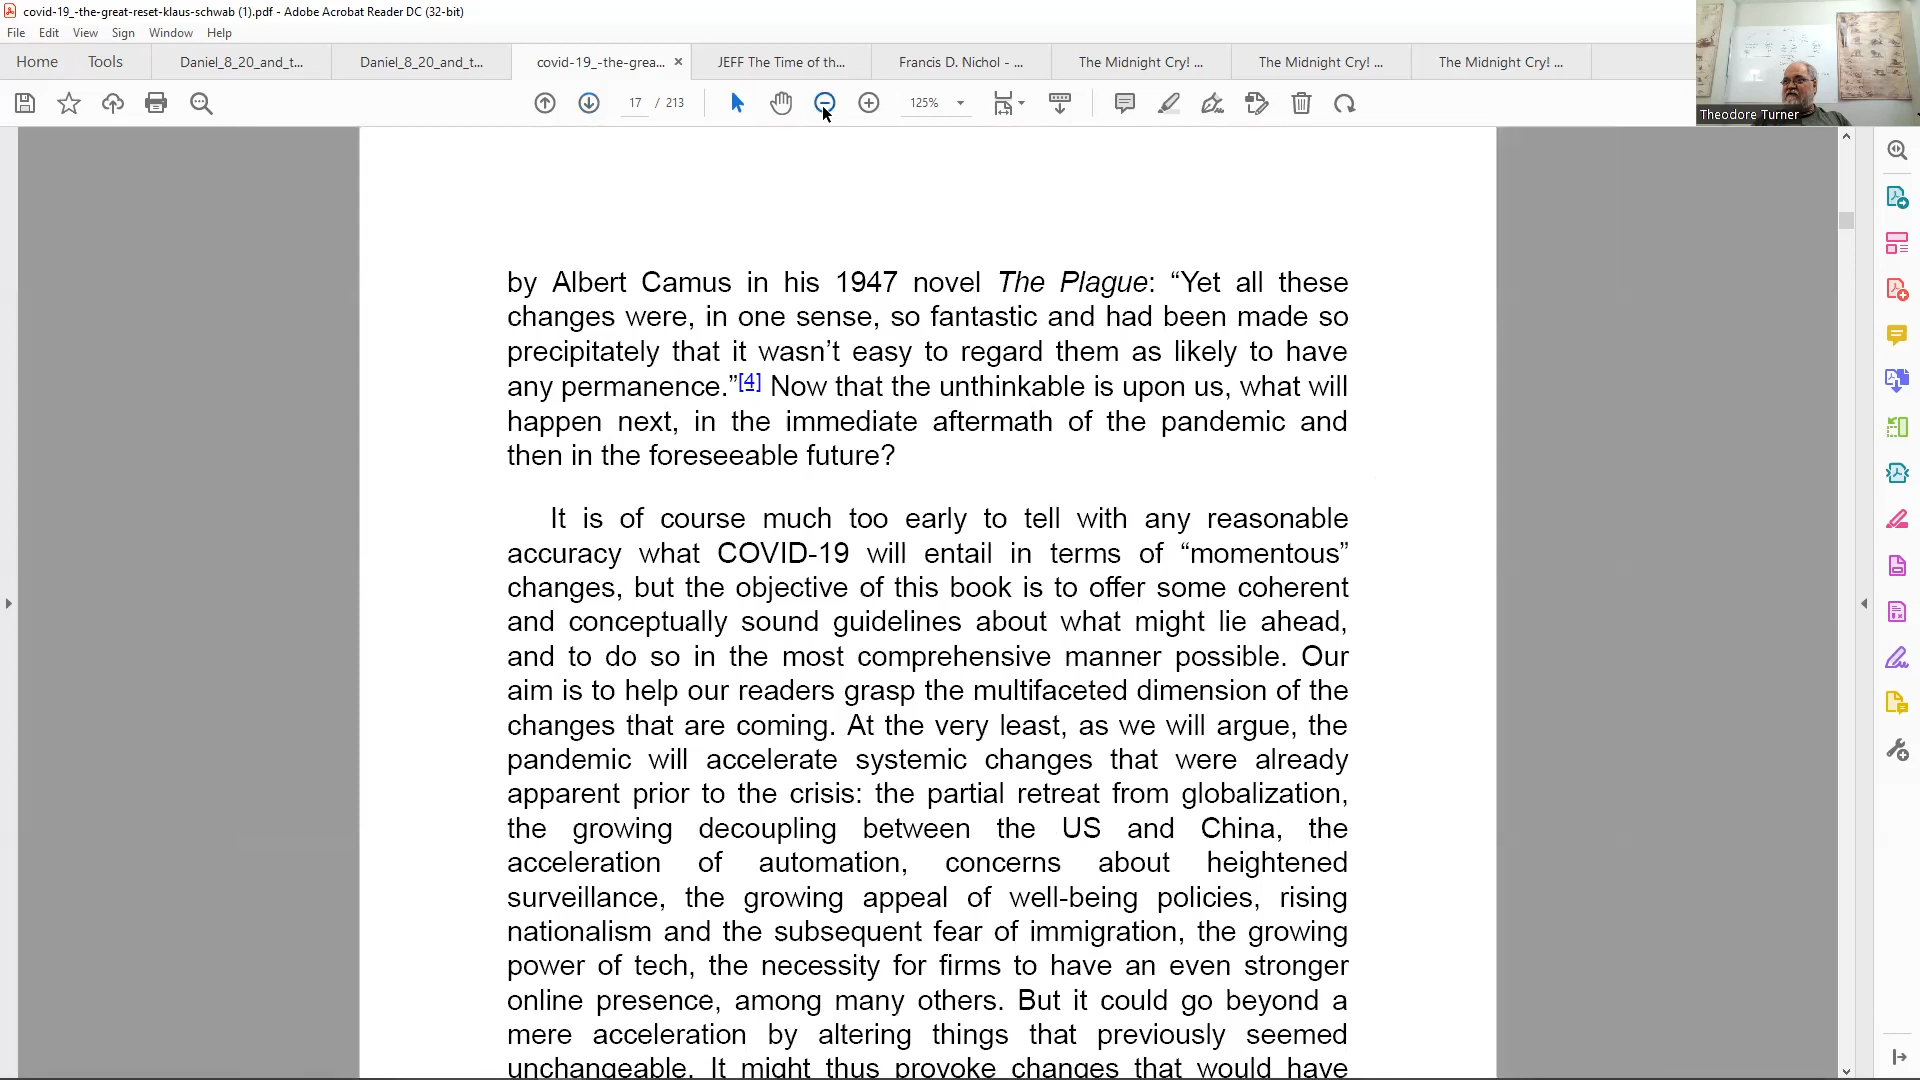 covid-19_-the-great-reset-klaus-schwab (1).pdf - Adobe Acrobat Reader DC (32-bit)
File Edit View Sign Window Help
Home Tools Daniel_8_20_and_t... Daniel_8_20_and_t... covid-19_-the-grea... × JEFF The Time of th... Francis D. Nichol - ... The Midnight Cry! ... The Midnight Cry! ... The Midnight Cry! ...
17 / 213 125%
Theodore Turner
by Albert Camus in his 1947 novel The Plague: “Yet all these
changes were, in one sense, so fantastic and had been made so
precipitately that it wasn’t easy to regard them as likely to have
any permanence.”[4] Now that the unthinkable is upon us, what will
happen next, in the immediate aftermath of the pandemic and
then in the foreseeable future?
It is of course much too early to tell with any reasonable
accuracy what COVID-19 will entail in terms of “momentous”
changes, but the objective of this book is to offer some coherent
and conceptually sound guidelines about what might lie ahead,
and to do so in the most comprehensive manner possible. Our
aim is to help our readers grasp the multifaceted dimension of the
changes that are coming. At the very least, as we will argue, the
pandemic will accelerate systemic changes that were already
apparent prior to the crisis: the partial retreat from globalization,
the growing decoupling between the US and China, the
acceleration of automation, concerns about heightened
surveillance, the growing appeal of well-being policies, rising
nationalism and the subsequent fear of immigration, the growing
power of tech, the necessity for firms to have an even stronger
online presence, among many others. But it could go beyond a
mere acceleration by altering things that previously seemed
unchangeable. It might thus provoke changes that would have